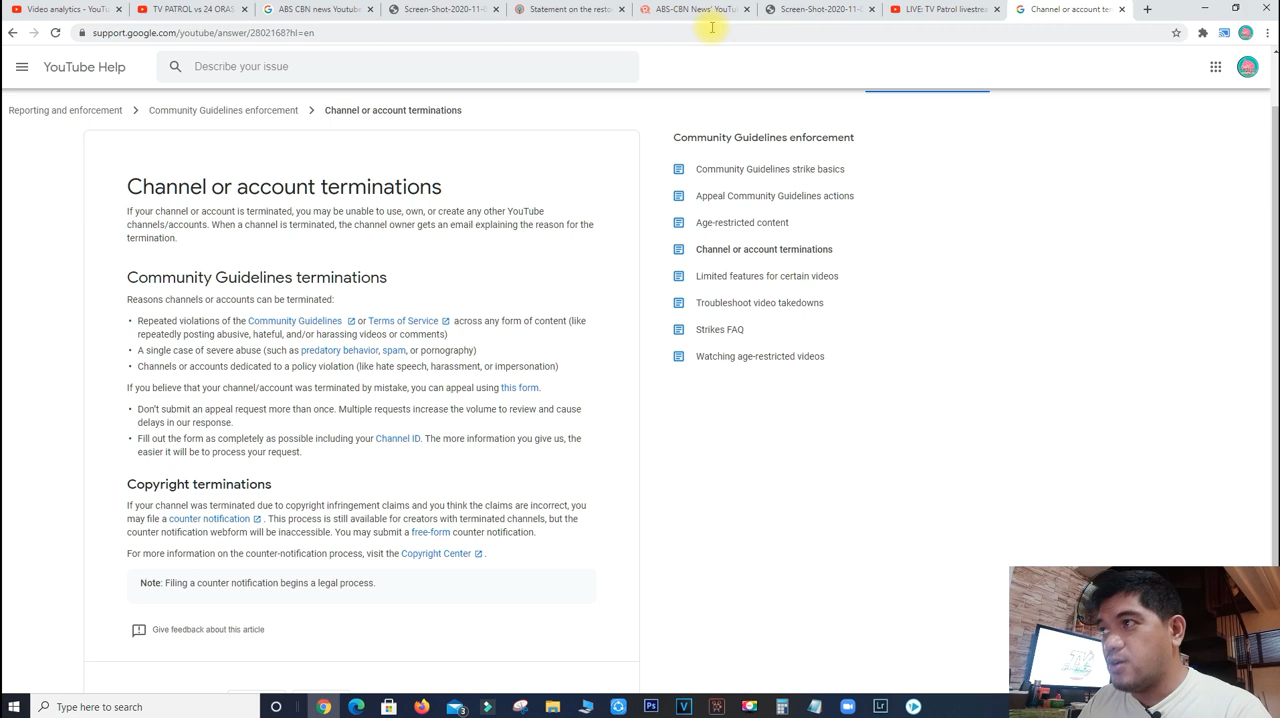 Video analytics - YouTu
TV PATROL vs 24 ORAS
ABS CBN news Youtube
Screen-Shot-2020-11-0
Statement on the resto
ABS-CBN News' YouTu
Screen-Shot-2020-11-0
LIVE: TV Patrol livestrea
Channel or account ter
support.google.com/youtube/answer/2802168?hl=en
YouTube Help
Describe your issue
Reporting and enforcement
Community Guidelines enforcement
Channel or account terminations
Channel or account terminations
If your channel or account is terminated, you may be unable to use, own, or create any other YouTube
channels/accounts. When a channel is terminated, the channel owner gets an email explaining the reason for the
termination.
Community Guidelines terminations
Reasons channels or accounts can be terminated:
• Repeated violations of the Community Guidelines or Terms of Service across any form of content (like
repeatedly posting abusive, hateful, and/or harassing videos or comments)
• A single case of severe abuse (such as predatory behavior, spam, or pornography)
• Channels or accounts dedicated to a policy violation (like hate speech, harassment, or impersonation)
If you believe that your channel/account was terminated by mistake, you can appeal using this form.
• Don't submit an appeal request more than once. Multiple requests increase the volume to review and cause
delays in our response.
• Fill out the form as completely as possible including your Channel ID. The more information you give us, the
easier it will be to process your request.
Copyright terminations
If your channel was terminated due to copyright infringement claims and you think the claims are incorrect, you
may file a counter notification . This process is still available for creators with terminated channels, but the
counter notification webform will be inaccessible. You may submit a free-form counter notification.
For more information on the counter-notification process, visit the Copyright Center .
Note: Filing a counter notification begins a legal process.
Give feedback about this article
Community Guidelines enforcement
Community Guidelines strike basics
Appeal Community Guidelines actions
Age-restricted content
Channel or account terminations
Limited features for certain videos
Troubleshoot video takedowns
Strikes FAQ
Watching age-restricted videos
Type here to search
3
Ps
V
Lr